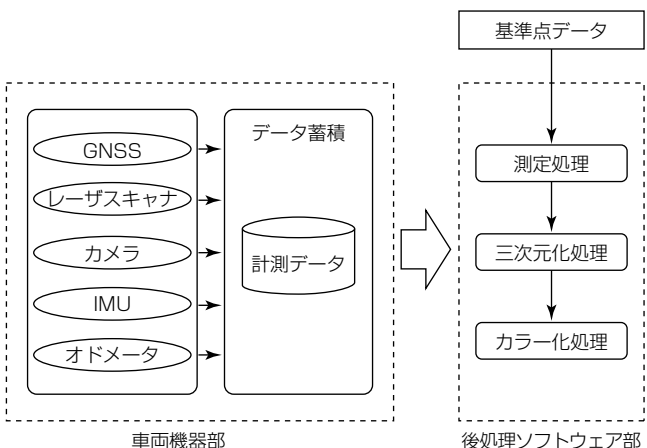 基準点データ
GNSS
レーザスキャナ
カメラ
IMU
オドメータ
データ蓄積
計測データ
測定処理
三次元化処理
カラー化処理
車両機器部
後処理ソフトウェア部